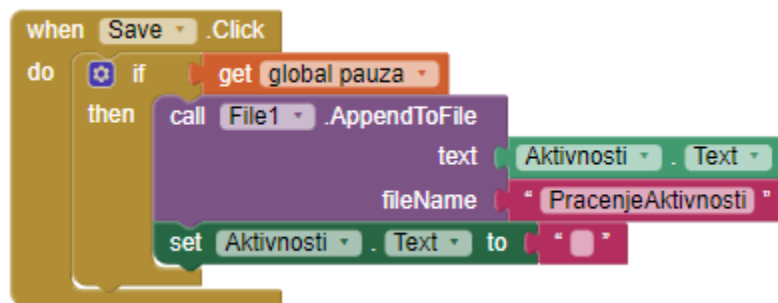 when Save .Click
do if get global pauza
then call File1 .AppendToFile
text Aktivnosti . Text
fileName " PracenjeAktivnosti "
set Aktivnosti . Text to " "